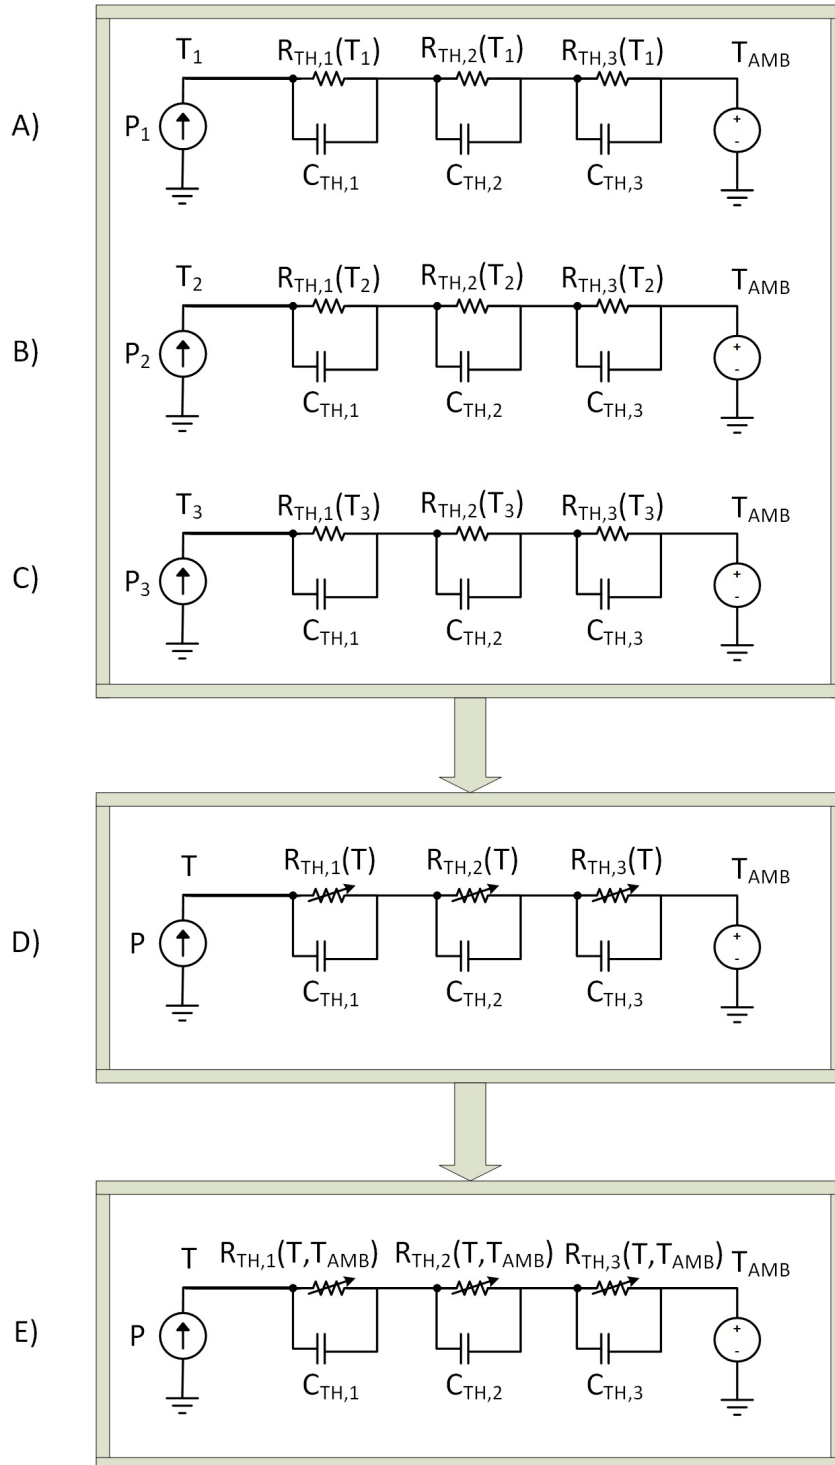 T1 RTH,1(T1) RTH,2(T1) RTH,3(T1) TAMB
A) P1 + -
CTH,1 CTH,2 CTH,3
T2 RTH,1(T2) RTH,2(T2) RTH,3(T2) TAMB
B) P2 + -
CTH,1 CTH,2 CTH,3
T3 RTH,1(T3) RTH,2(T3) RTH,3(T3) TAMB
C) P3 + -
CTH,1 CTH,2 CTH,3
T RTH,1(T) RTH,2(T) RTH,3(T) TAMB
D) P + -
CTH,1 CTH,2 CTH,3
T RTH,1(T,TAMB) RTH,2(T,TAMB) RTH,3(T,TAMB) TAMB
E) P + -
CTH,1 CTH,2 CTH,3